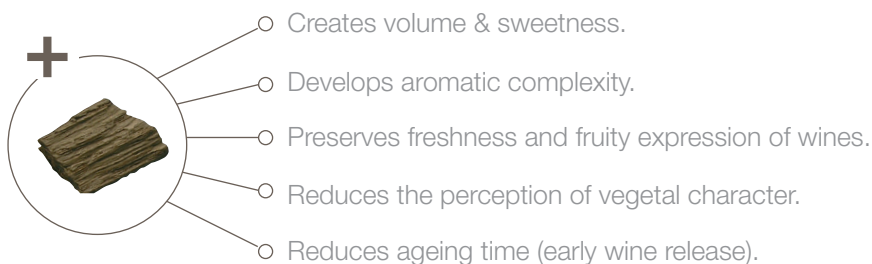 +
Creates volume & sweetness.
Develops aromatic complexity.
Preserves freshness and fruity expression of wines.
Reduces the perception of vegetal character.
Reduces ageing time (early wine release).